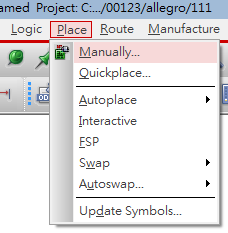 amed Project: C:.../00123/allegro/111
Logic Place Route Manufacture
Manually...
Quickplace...
Autoplace
Interactive
FSP
Swap
Autoswap...
Update Symbols...